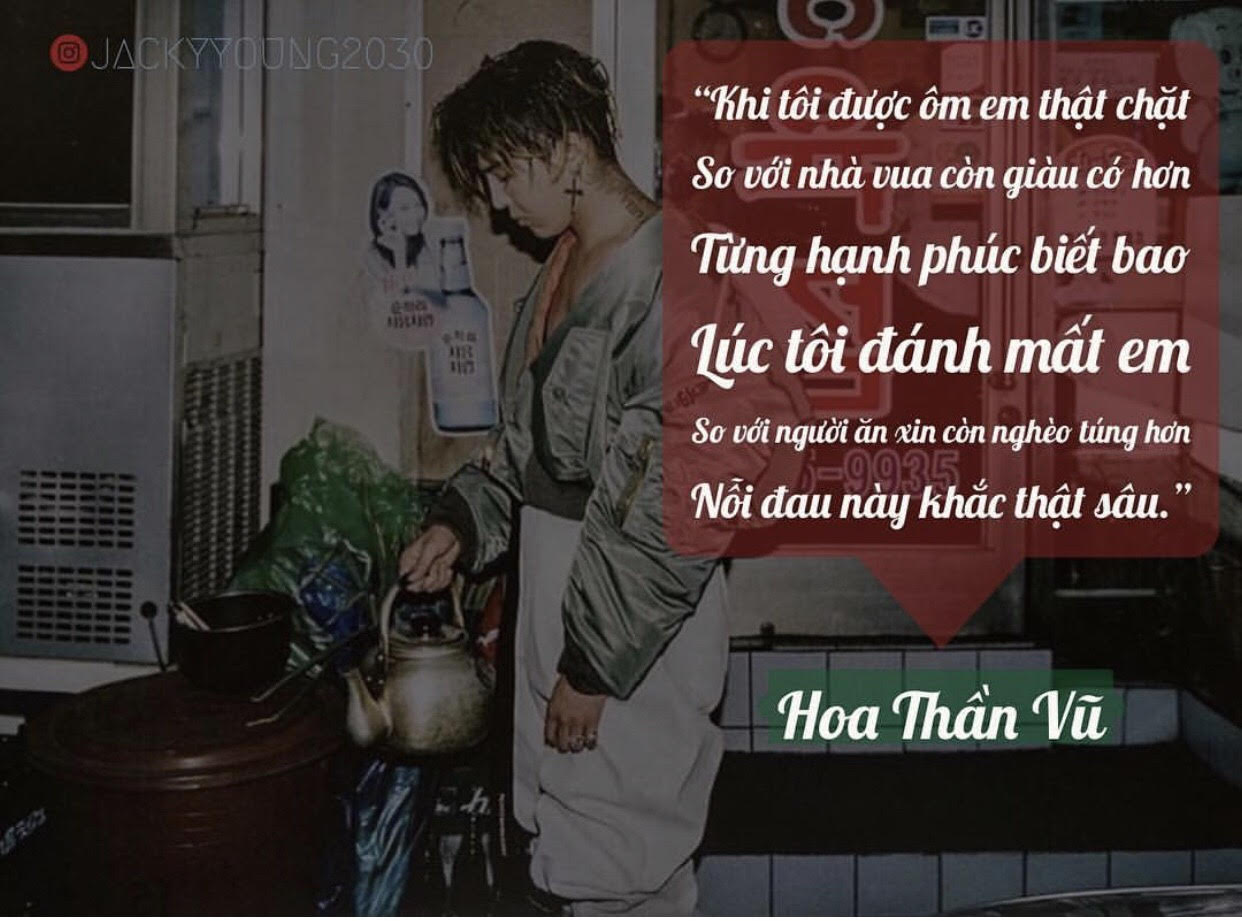 JACKYYOUNG2030
“Khi tôi được ôm em thật chặt
So với nhà vua còn giàu có hơn
Từng hạnh phúc biết bao
Lúc tôi đánh mất em
So với người ăn xin còn nghèo túng hơn
Nỗi đau này khắc thật sâu.”
-9935
Hoa Thần Vũ